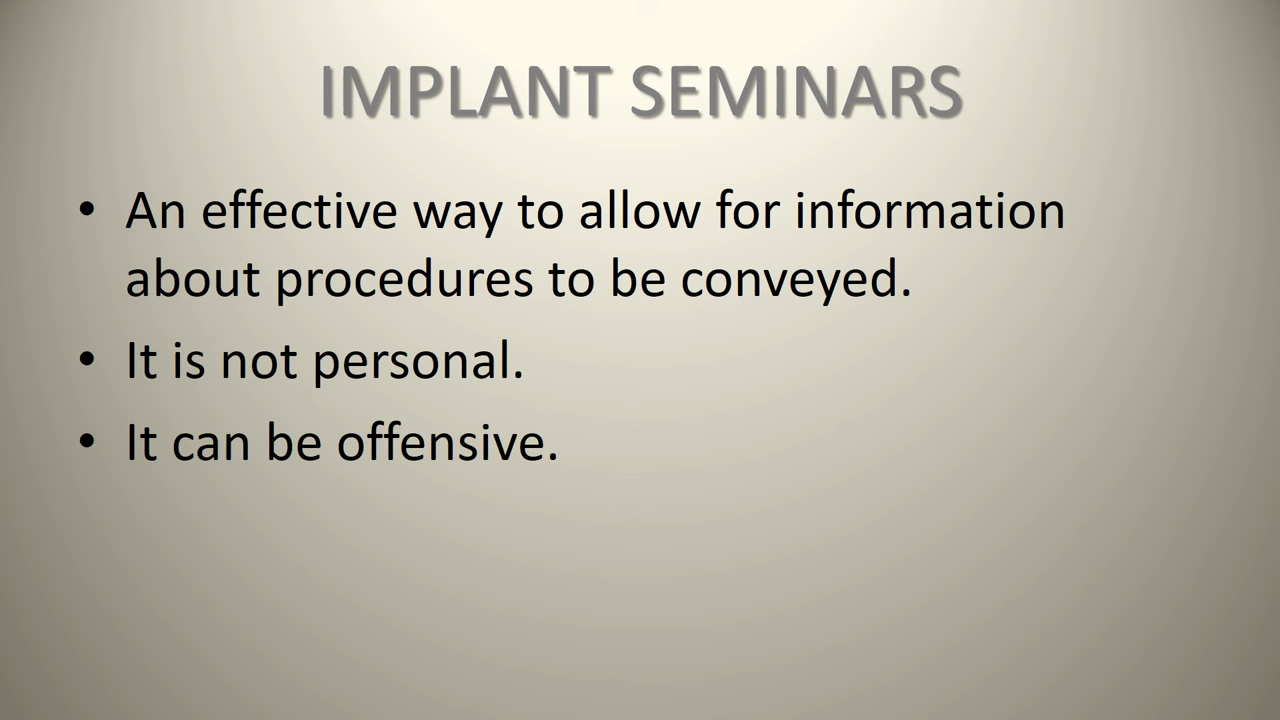 IMPLANT SEMINARS
• An effective way to allow for information
about procedures to be conveyed.
• It is not personal.
• It can be offensive.